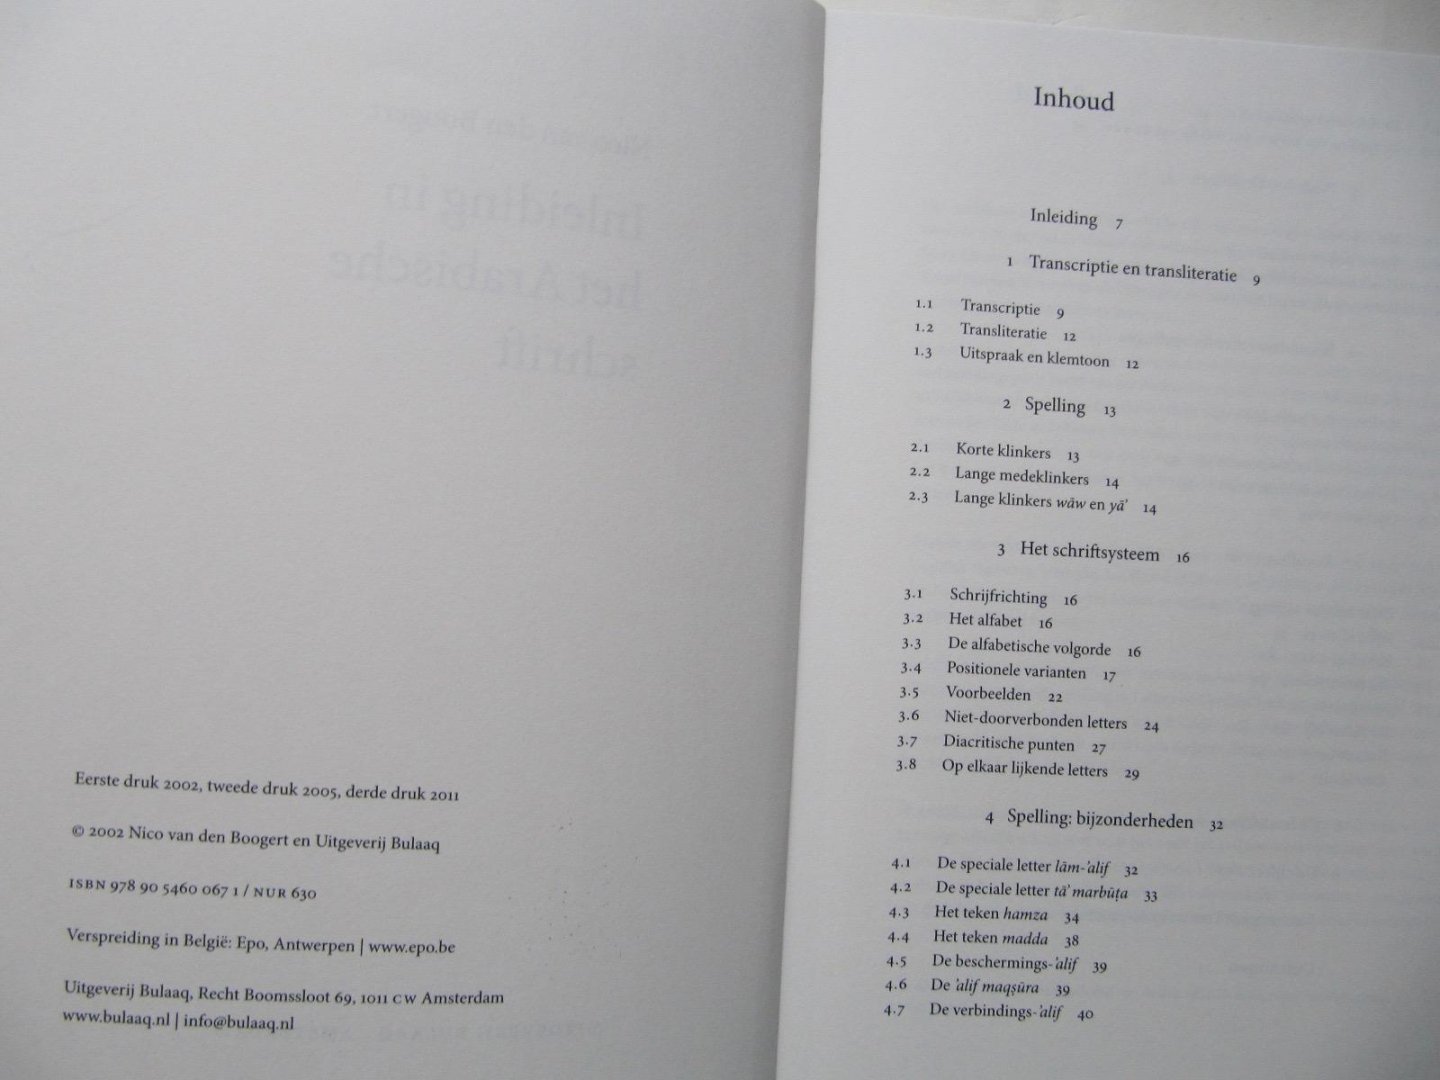 Eerste druk 2002, tweede druk 2005, derde druk 2011
© 2002 Nico van den Boogert en Uitgeverij Bulaaq
ISBN 978 90 5460 067 1 / NUR 630
Verspreiding in België: Epo, Antwerpen | www.epo.be
Uitgeverij Bulaaq, Recht Boomssloot 69, 1011 CW Amsterdam
www.bulaaq.nl | info@bulaaq.nl
Inhoud
Inleiding 7
1 Transcriptie en transliteratie 9
1.1 Transcriptie 9
1.2 Transliteratie 12
1.3 Uitspraak en klemtoon 12
2 Spelling 13
2.1 Korte klinkers 13
2.2 Lange medeklinkers 14
2.3 Lange klinkers wāw en yāʾ 14
3 Het schriftsysteem 16
3.1 Schrijfrichting 16
3.2 Het alfabet 16
3.3 De alfabetische volgorde 16
3.4 Positionele varianten 17
3.5 Voorbeelden 22
3.6 Niet-doorverbonden letters 24
3.7 Diacritische punten 27
3.8 Op elkaar lijkende letters 29
4 Spelling: bijzonderheden 32
4.1 De speciale letter lām-ʾalif 32
4.2 De speciale letter tāʾ marbūṭa 33
4.3 Het teken hamza 34
4.4 Het teken madda 38
4.5 De beschermings-ʾalif 39
4.6 De ʾalif maqṣūra 39
4.7 De verbindings-ʾalif 40